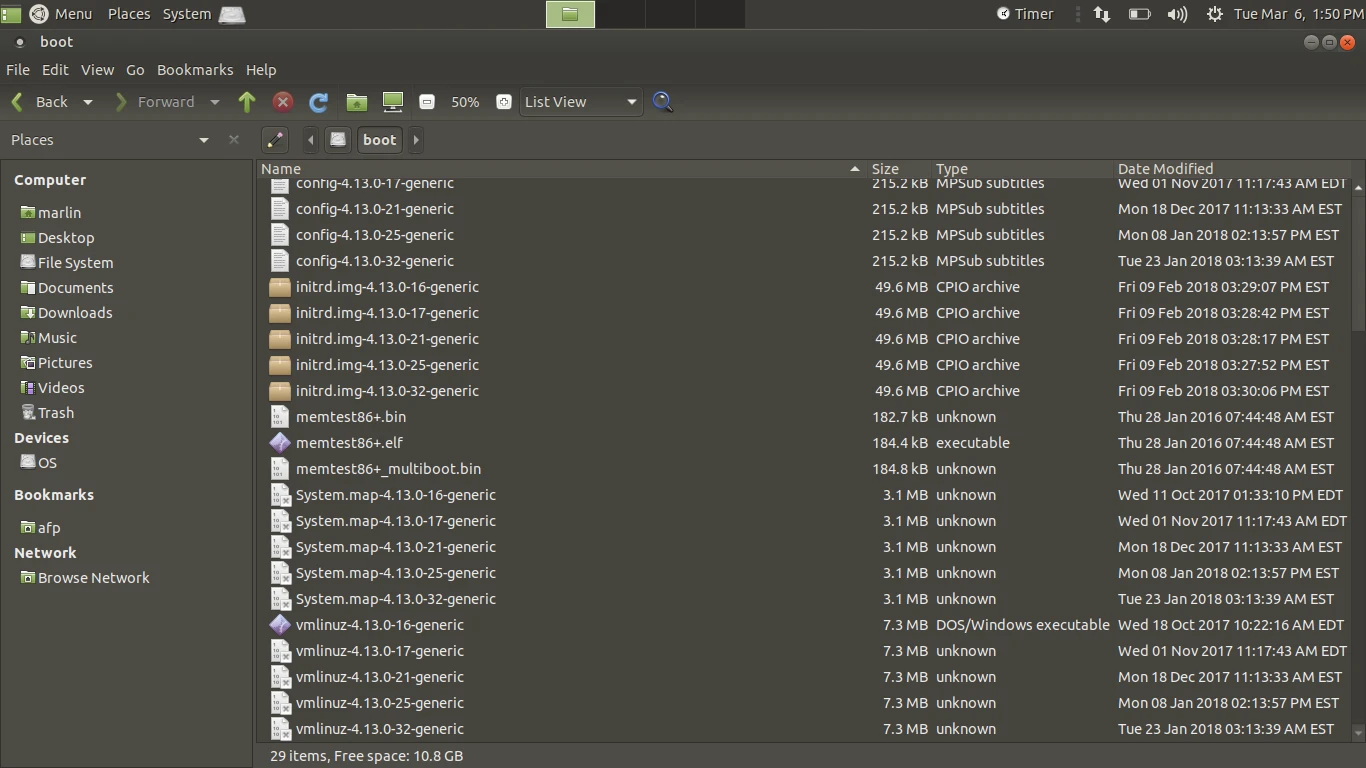 Menu Places System Timer Tue Mar 6, 1:50 PM
boot
File Edit View Go Bookmarks Help
Back Forward 50% List View
Places boot
Name Size Type Date Modified
Computer
marlin
Desktop
File System
Documents
Downloads
Music
Pictures
Videos
Trash
Devices
OS
Bookmarks
afp
Network
Browse Network
config-4.13.0-17-generic 215.2 kB MPSub subtitles Wed 01 Nov 2017 11:17:43 AM EDT
config-4.13.0-21-generic 215.2 kB MPSub subtitles Mon 18 Dec 2017 11:13:33 AM EST
config-4.13.0-25-generic 215.2 kB MPSub subtitles Mon 08 Jan 2018 02:13:57 PM EST
config-4.13.0-32-generic 215.2 kB MPSub subtitles Tue 23 Jan 2018 03:13:39 AM EST
initrd.img-4.13.0-16-generic 49.6 MB CPIO archive Fri 09 Feb 2018 03:29:07 PM EST
initrd.img-4.13.0-17-generic 49.6 MB CPIO archive Fri 09 Feb 2018 03:28:42 PM EST
initrd.img-4.13.0-21-generic 49.6 MB CPIO archive Fri 09 Feb 2018 03:28:17 PM EST
initrd.img-4.13.0-25-generic 49.6 MB CPIO archive Fri 09 Feb 2018 03:27:52 PM EST
initrd.img-4.13.0-32-generic 49.6 MB CPIO archive Fri 09 Feb 2018 03:30:06 PM EST
memtest86+.bin 182.7 kB unknown Thu 28 Jan 2016 07:44:48 AM EST
memtest86+.elf 184.4 kB executable Thu 28 Jan 2016 07:44:48 AM EST
memtest86+_multiboot.bin 184.8 kB unknown Thu 28 Jan 2016 07:44:48 AM EST
System.map-4.13.0-16-generic 3.1 MB unknown Wed 11 Oct 2017 01:33:10 PM EDT
System.map-4.13.0-17-generic 3.1 MB unknown Wed 01 Nov 2017 11:17:43 AM EDT
System.map-4.13.0-21-generic 3.1 MB unknown Mon 18 Dec 2017 11:13:33 AM EST
System.map-4.13.0-25-generic 3.1 MB unknown Mon 08 Jan 2018 02:13:57 PM EST
System.map-4.13.0-32-generic 3.1 MB unknown Tue 23 Jan 2018 03:13:39 AM EST
vmlinuz-4.13.0-16-generic 7.3 MB DOS/Windows executable Wed 18 Oct 2017 10:22:16 AM EDT
vmlinuz-4.13.0-17-generic 7.3 MB unknown Wed 01 Nov 2017 11:17:43 AM EDT
vmlinuz-4.13.0-21-generic 7.3 MB unknown Mon 18 Dec 2017 11:13:33 AM EST
vmlinuz-4.13.0-25-generic 7.3 MB unknown Mon 08 Jan 2018 02:13:57 PM EST
vmlinuz-4.13.0-32-generic 7.3 MB unknown Tue 23 Jan 2018 03:13:39 AM EST
29 items, Free space: 10.8 GB